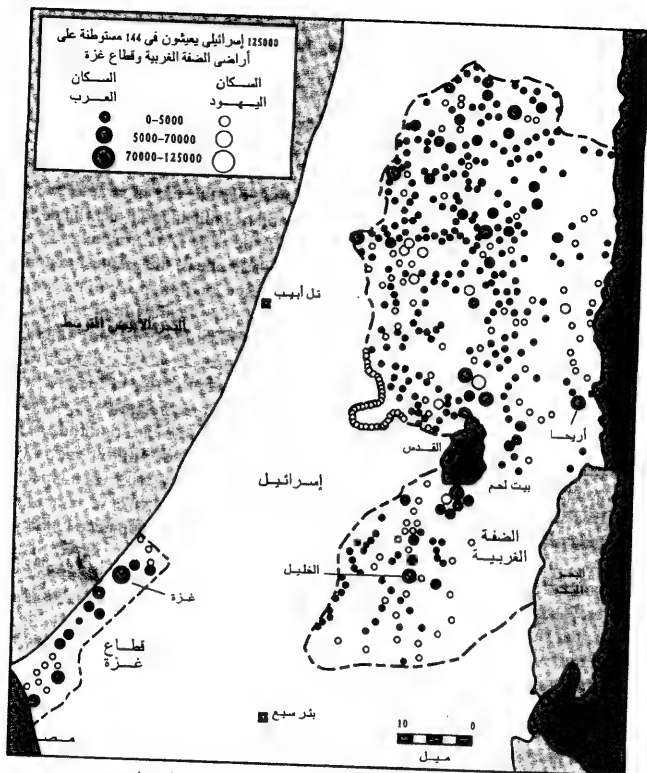 125000 إسرائيلى يعيشون فى 144 مستوطنة على
أراضى الضفة الغربية وقطاع غزة
السكان السكان
اليهود العرب
0-5000
5000-70000
70000-125000
تل أبيب
البحر الأبيض المتوسط
أريحا
القدس
إسرائيل
بيت لحم
الضفة
الغربية
البحر
الميت
الخليل
غزة
قطاع
غزة
بئر سبع
مصر
10 0
ميل